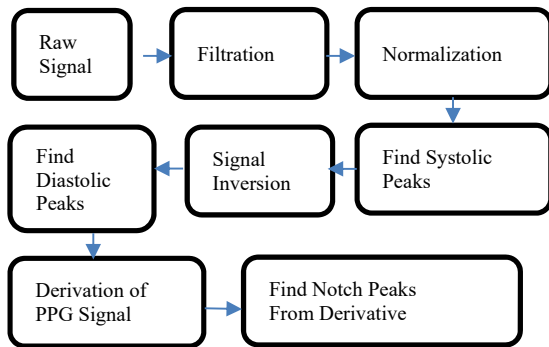 Raw
Signal
Filtration
Normalization
Find Systolic
Peaks
Signal
Inversion
Find
Diastolic
Peaks
Derivation of
PPG Signal
Find Notch Peaks
From Derivative